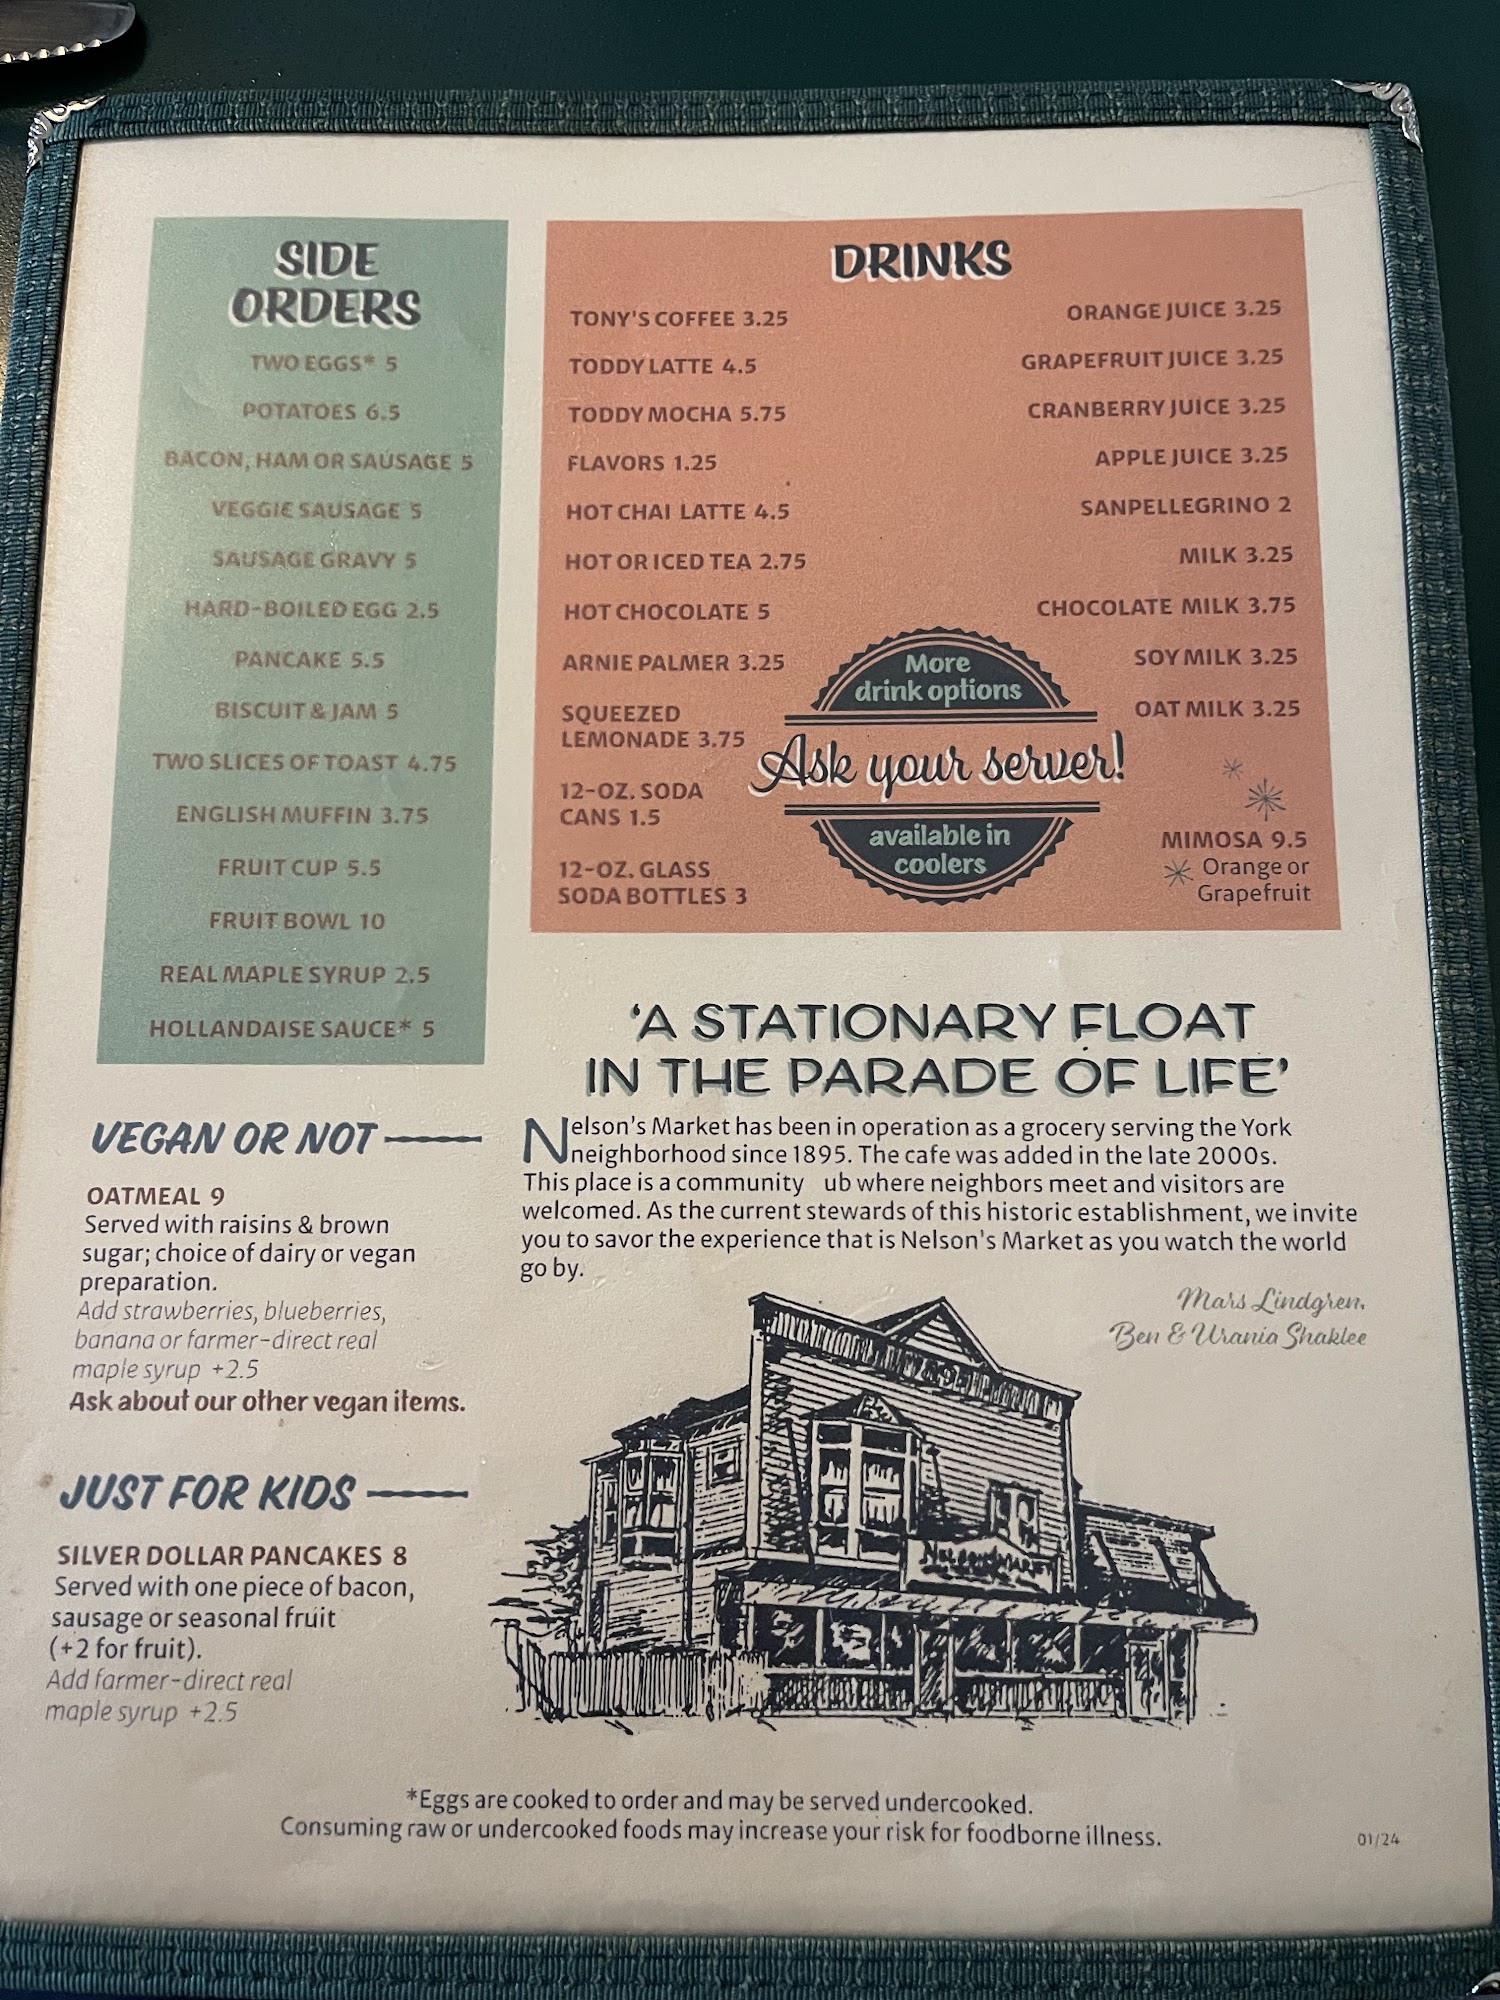 SIDE
ORDERS
TWO EGGS* 5
POTATOES 6.5
BACON, HAM OR SAUSAGE 5
VEGGIE SAUSAGE 5
SAUSAGE GRAVY 5
HARD-BOILED EGG 2.5
PANCAKE 5.5
BISCUIT & JAM 5
TWO SLICES OF TOAST 4.75
ENGLISH MUFFIN 3.75
FRUIT CUP 5.5
FRUIT BOWL 10
REAL MAPLE SYRUP 2.5
HOLLANDAISE SAUCE* 5
DRINKS
TONY'S COFFEE 3.25
TODDY LATTE 4.5
TODDY MOCHA 5.75
FLAVORS 1.25
HOT CHAI LATTE 4.5
HOT OR ICED TEA 2.75
HOT CHOCOLATE 5
ARNIE PALMER 3.25
SQUEEZED
LEMONADE 3.75
12-OZ. SODA
CANS 1.5
12-OZ. GLASS
SODA BOTTLES 3
ORANGE JUICE 3.25
GRAPEFRUIT JUICE 3.25
CRANBERRY JUICE 3.25
APPLE JUICE 3.25
SANPELLEGRINO 2
MILK 3.25
CHOCOLATE MILK 3.75
SOY MILK 3.25
OAT MILK 3.25
MIMOSA 9.5
Orange or
Grapefruit
More
drink options
Ask your server!
available in
coolers
VEGAN OR NOT
OATMEAL 9
Served with raisins & brown
sugar; choice of dairy or vegan
preparation.
Add strawberries, blueberries,
banana or farmer-direct real
maple syrup +2.5
Ask about our other vegan items.
JUST FOR KIDS
SILVER DOLLAR PANCAKES 8
Served with one piece of bacon,
sausage or seasonal fruit
(+2 for fruit).
Add farmer-direct real
maple syrup +2.5
'A STATIONARY FLOAT
IN THE PARADE OF LIFE'
Nelson's Market has been in operation as a grocery serving the York
neighborhood since 1895. The cafe was added in the late 2000s.
This place is a community ub where neighbors meet and visitors are
welcomed. As the current stewards of this historic establishment, we invite
you to savor the experience that is Nelson's Market as you watch the world
go by.
Mars Lindgren,
Ben & Urania Shaklee
1895
NELSON'S MARKET
*Eggs are cooked to order and may be served undercooked.
Consuming raw or undercooked foods may increase your risk for foodborne illness.
01/24